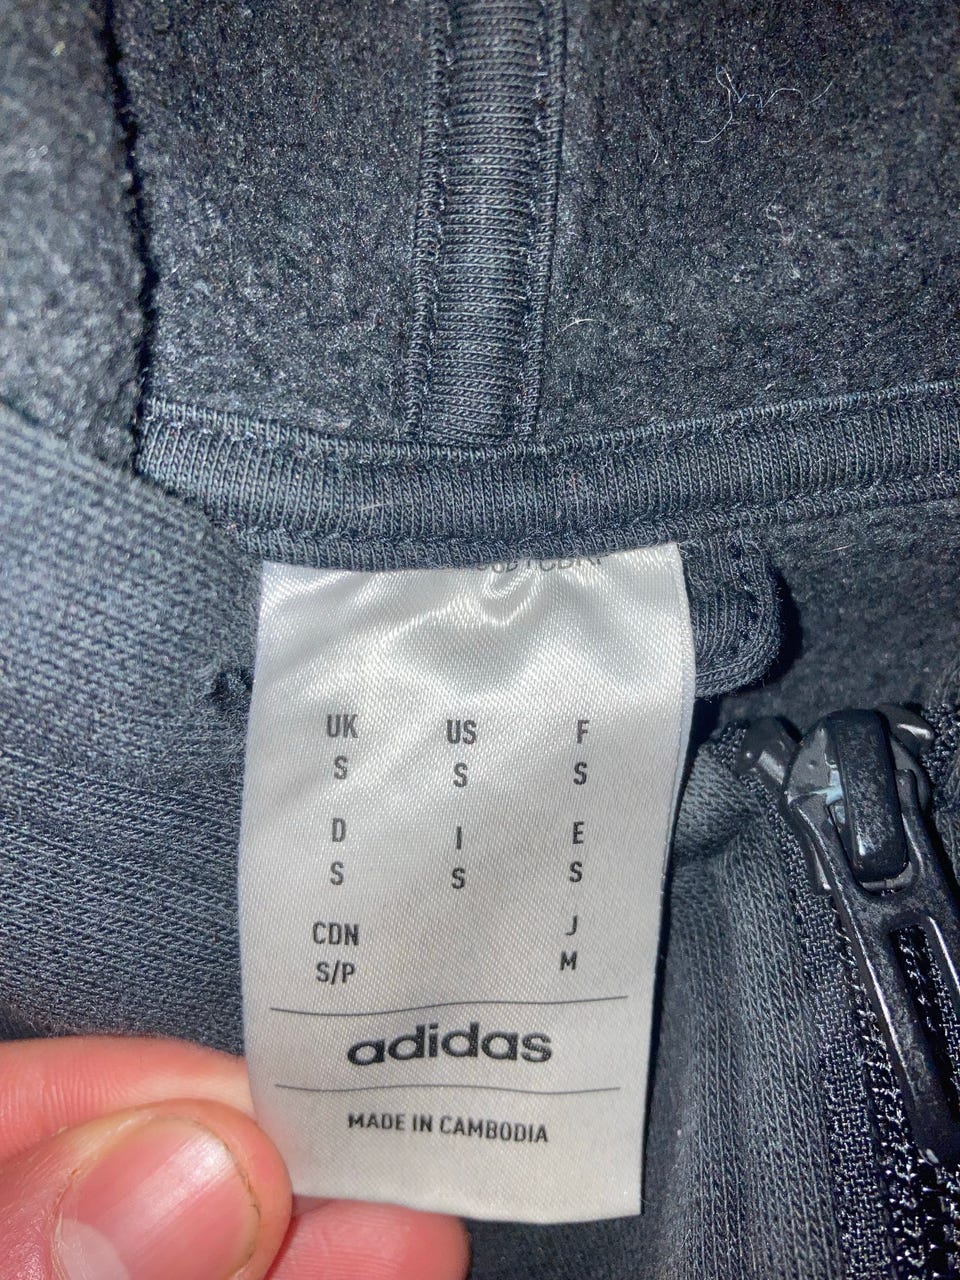 UK US F
S S S
D I E
S S S
CDN J
S/P M
adidas
MADE IN CAMBODIA